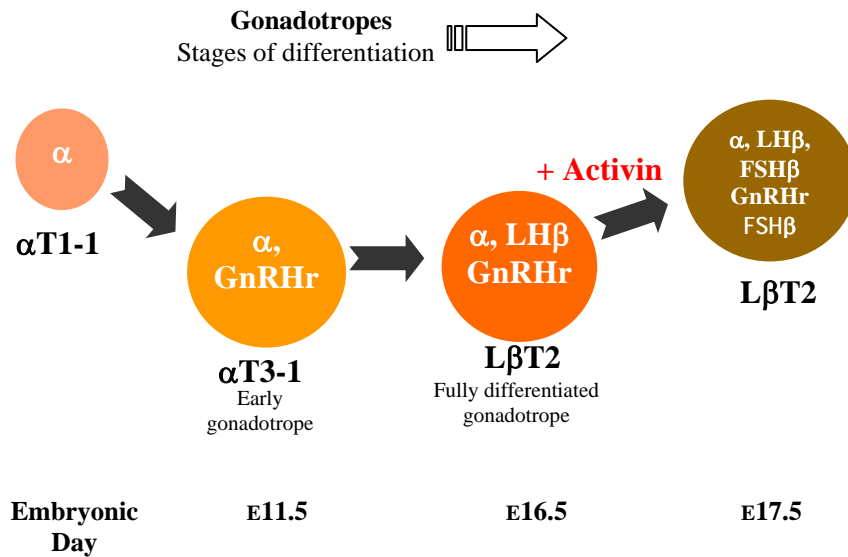 Gonadotropes
Stages of differentiation
α
αT1-1
α,
GnRHr
αT3-1
Early
gonadotrope
α, LHβ
GnRHr
LβT2
Fully differentiated
gonadotrope
+ Activin
α, LHβ,
FSHβ
GnRHr
FSHβ
LβT2
Embryonic
Day
E11.5
E16.5
E17.5